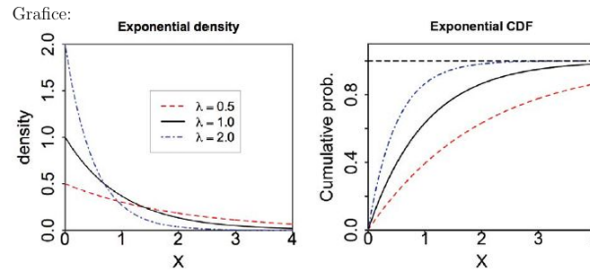 Grafice:
Exponential density
2.0
1.5
1.0
0.5
0.0
density
λ = 0.5
λ = 1.0
λ = 2.0
0 1 2 3 4
X
Exponential CDF
0.8
0.4
0.0
Cumulative prob.
0 1 2 3 4
X